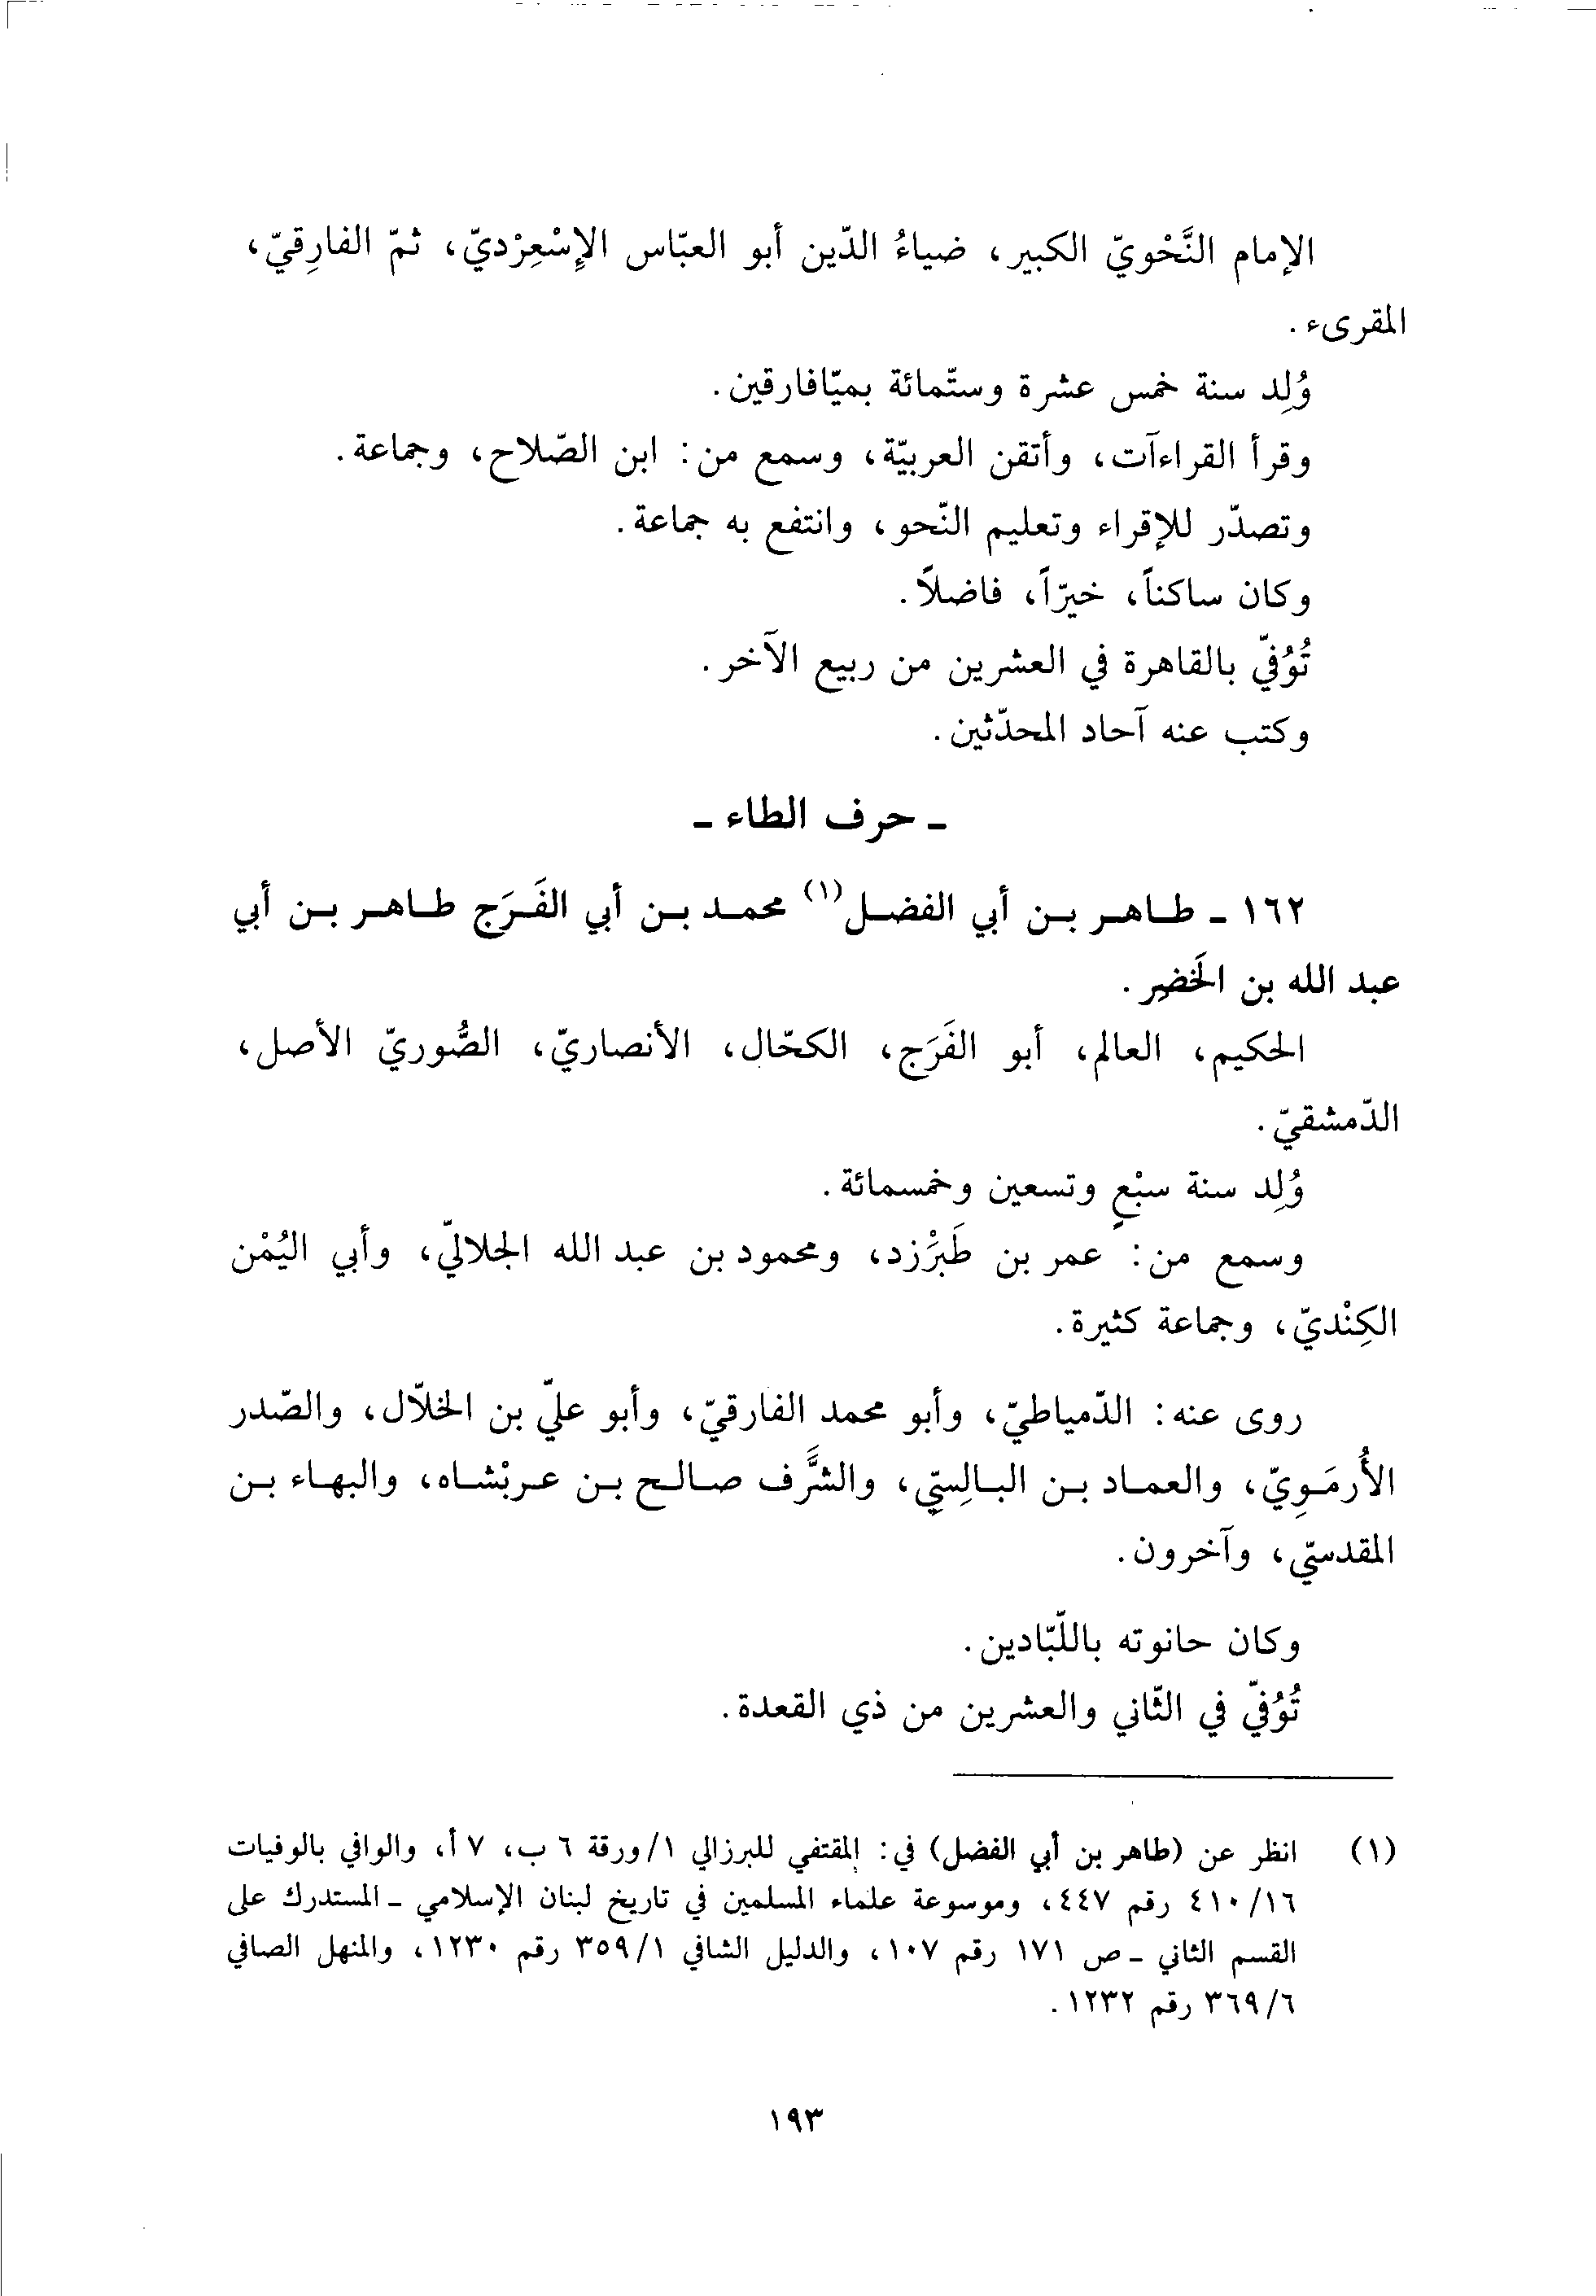 الإمام النَّحْويّ الكبير، ضياءُ الدّين أبو العبّاس الإِسْعِرْديّ، ثمّ الفارِقيّ،
المقرىء.
وُلِد سنة خمس عشرة وستّمائة بميّافارقين.
وقرأ القراءآت، وأتقن العربيّة، وسمع من: ابن الصّلاح، وجماعة.
وتصدّر للإقراء وتعليم النّحو، وانتفع به جماعة.
وكان ساكناً، خيّراً، فاضلاً.
تُوُفّي بالقاهرة في العشرين من ربيع الآخر.
وكتب عنه آحاد المحدّثين.
ـ حرف الطاء ـ
١٦٢ ـ طاهر بن أبي الفضل(١) محمد بن أبي الفَرَج طاهر بن أبي
عبد الله بن الخَضِر.
الحكيم، العالم، أبو الفَرَج، الكحّال، الأنصاريّ، الصُّوريّ الأصل،
الدّمشقيّ.
وُلِد سنة سبْعٍ وتسعين وخمسمائة.
وسمع من: عمر بن طَبَرْزد، ومحمود بن عبد الله الجلاليّ، وأبي اليُمْن
الكِنْديّ، وجماعة كثيرة.
روى عنه: الدّمياطيّ، وأبو محمد الفارقيّ، وأبو عليّ بن الخلّال، والصّدر
الأُرمَوِيّ، والعماد بن البالِسيّ، والشَّرَف صالح بن عربْشاه، والبهاء بن
المقدسيّ، وآخرون.
وكان حانوته باللّبّادين.
تُوُفّي في الثّاني والعشرين من ذي القعدة.
(١) انظر عن (طاهر بن أبي الفضل) في: المقتفي للبرزالي ١/ورقة ٦ ب، ٧ أ، والوافي بالوفيات
٤١٠/١٦ رقم ٤٤٧، وموسوعة علماء المسلمين في تاريخ لبنان الإسلامي ـ المستدرك على
القسم الثاني ـ ص ١٧١ رقم ١٠٧، والدليل الشافي ٣٥٩/١ رقم ١٢٣٠، والمنهل الصافي
٣٦٩/٦ رقم ١٢٣٢.
١٩٣